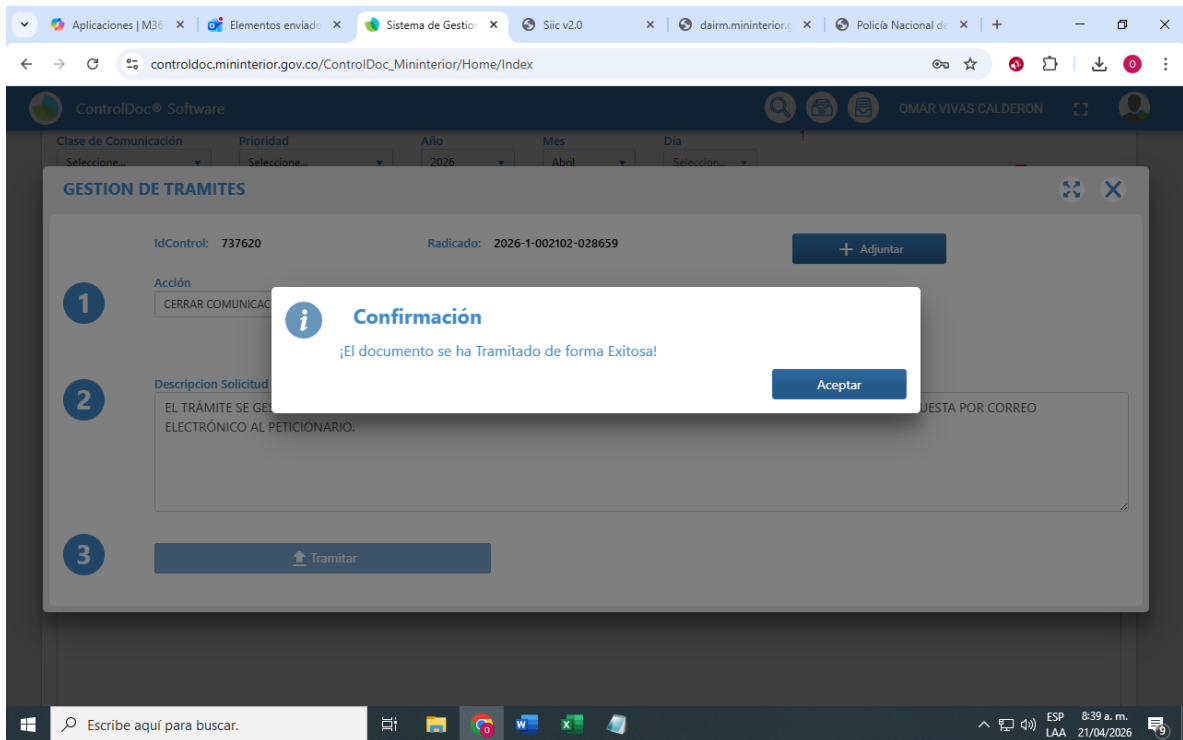 Aplicaciones | M36
Elementos enviado
Sistema de Gestion
Siic v2.0
dairm.mininterior.g
Policía Nacional de
controldoc.mininterior.gov.co/ControlDoc_Mininterior/Home/Index
O
ControlDoc® Software
OMAR VIVAS CALDERON
Clase de Comunicación Prioridad Año Mes Día
1
Seleccione... Seleccione... 2026 Abril Seleccion...
GESTION DE TRAMITES
IdControl: 737620 Radicado: 2026-1-002102-028659
+ Adjuntar
1
Acción
CERRAR COMUNICAC
i
Confirmación
¡El documento se ha Tramitado de forma Exitosa!
Aceptar
2
Descripcion Solicitud
EL TRÁMITE SE GES
UESTA POR CORREO
ELECTRÓNICO AL PETICIONARIO.
3
Tramitar
Escribe aquí para buscar.
ESP 8:39 a. m.
LAA 21/04/2026
9